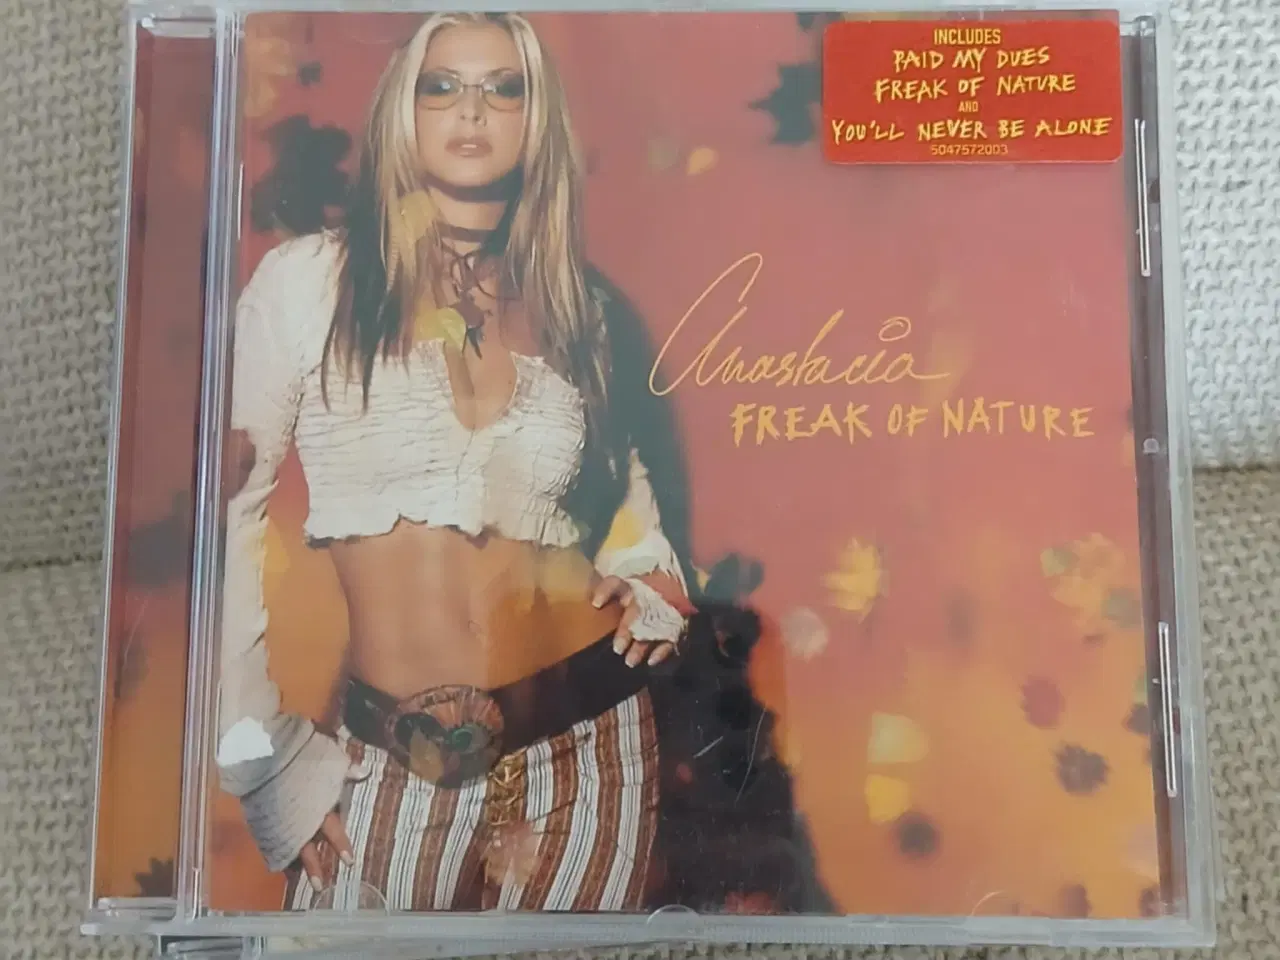 INCLUDES
PAID MY DUES
FREAK OF NATURE
AND
YOU'LL NEVER BE ALONE
5047572003
Anastacia
FREAK OF NATURE